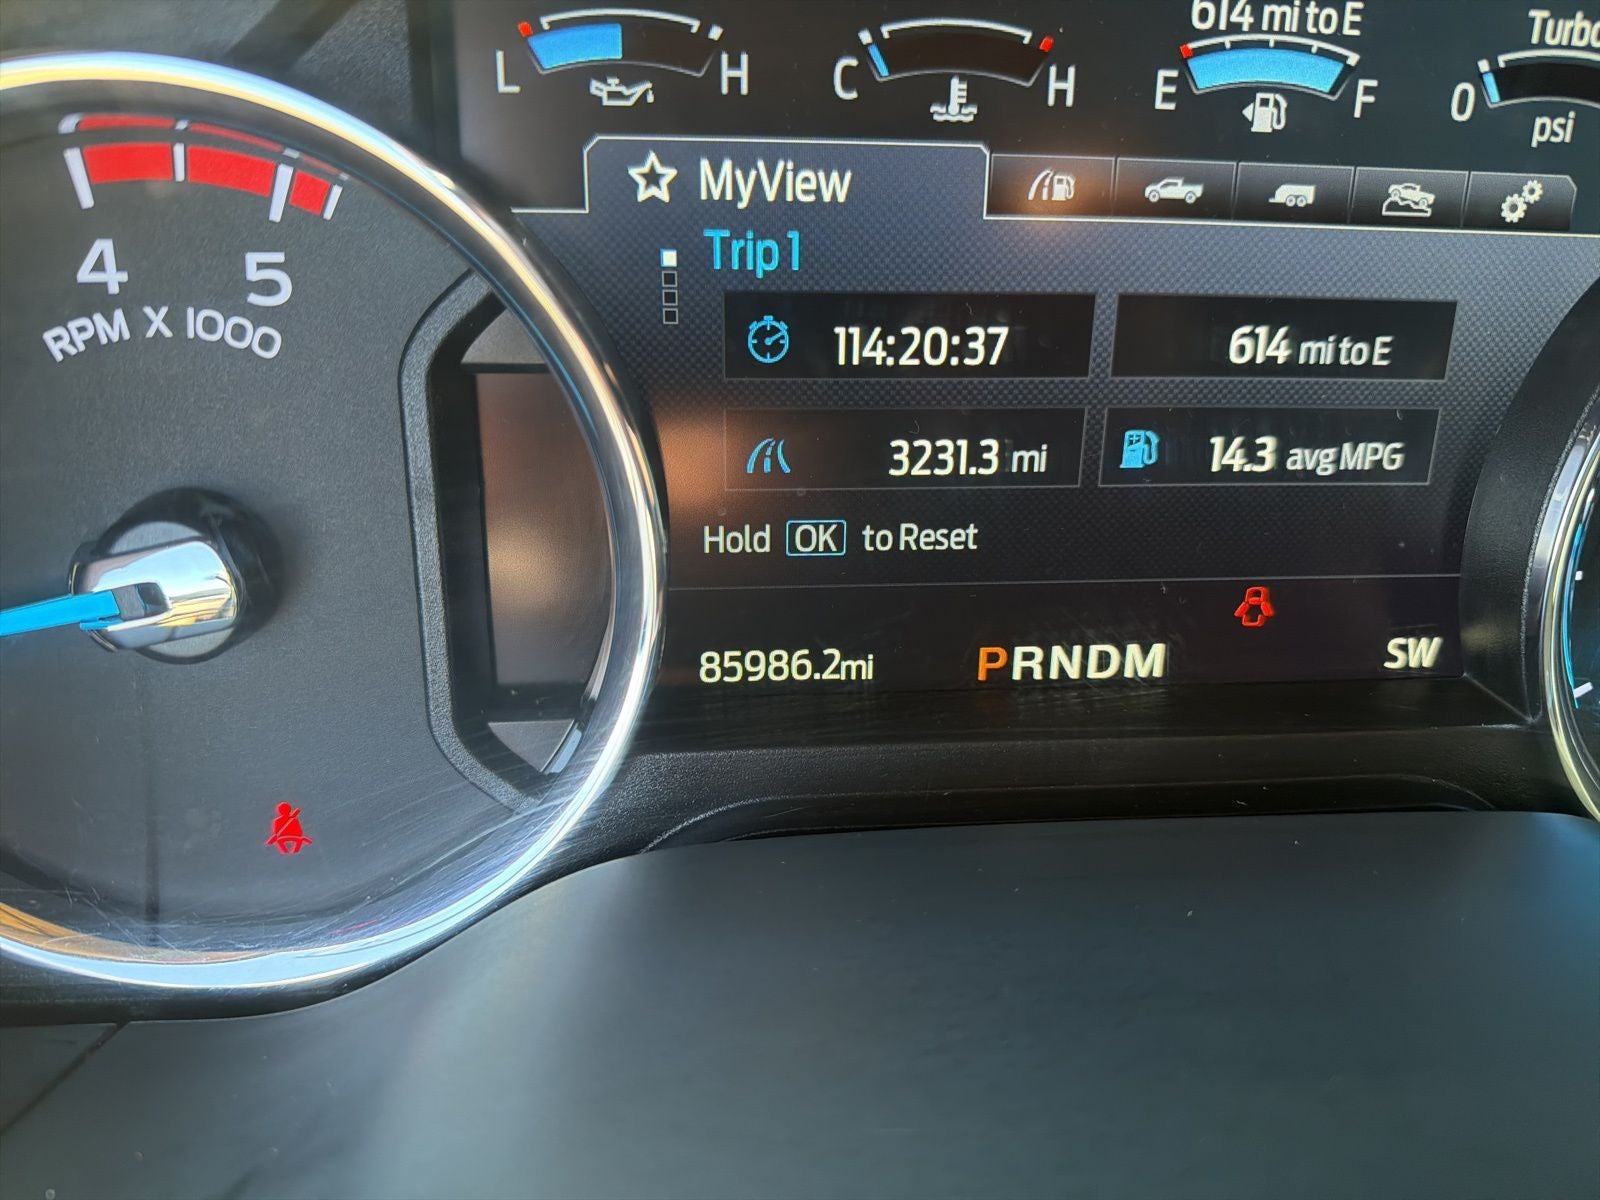 614 mi to E
L H C H E F 0 psi
MyView
Trip 1
114:20:37 614 mi to E
3231.3 mi 14.3 avg MPG
Hold OK to Reset
85986.2mi PRNDM SW
4 5
RPM X 1000